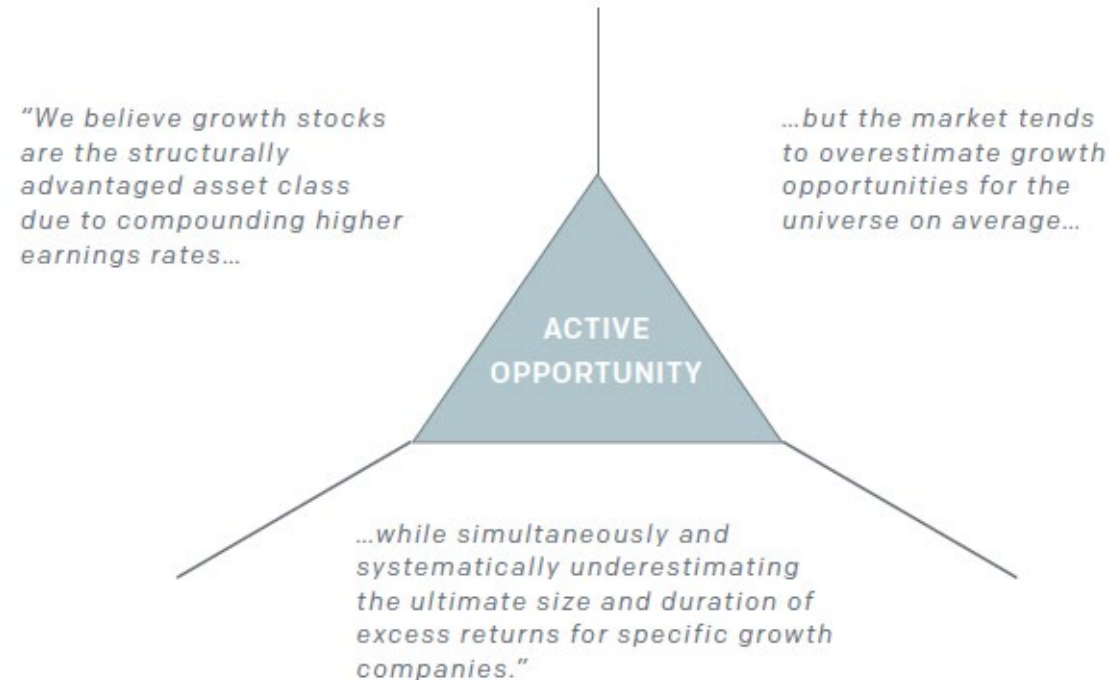 “We believe growth stocks
are the structurally
advantaged asset class
due to compounding higher
earnings rates…
…but the market tends
to overestimate growth
opportunities for the
universe on average…
ACTIVE
OPPORTUNITY
…while simultaneously and
systematically underestimating
the ultimate size and duration of
excess returns for specific growth
companies.”